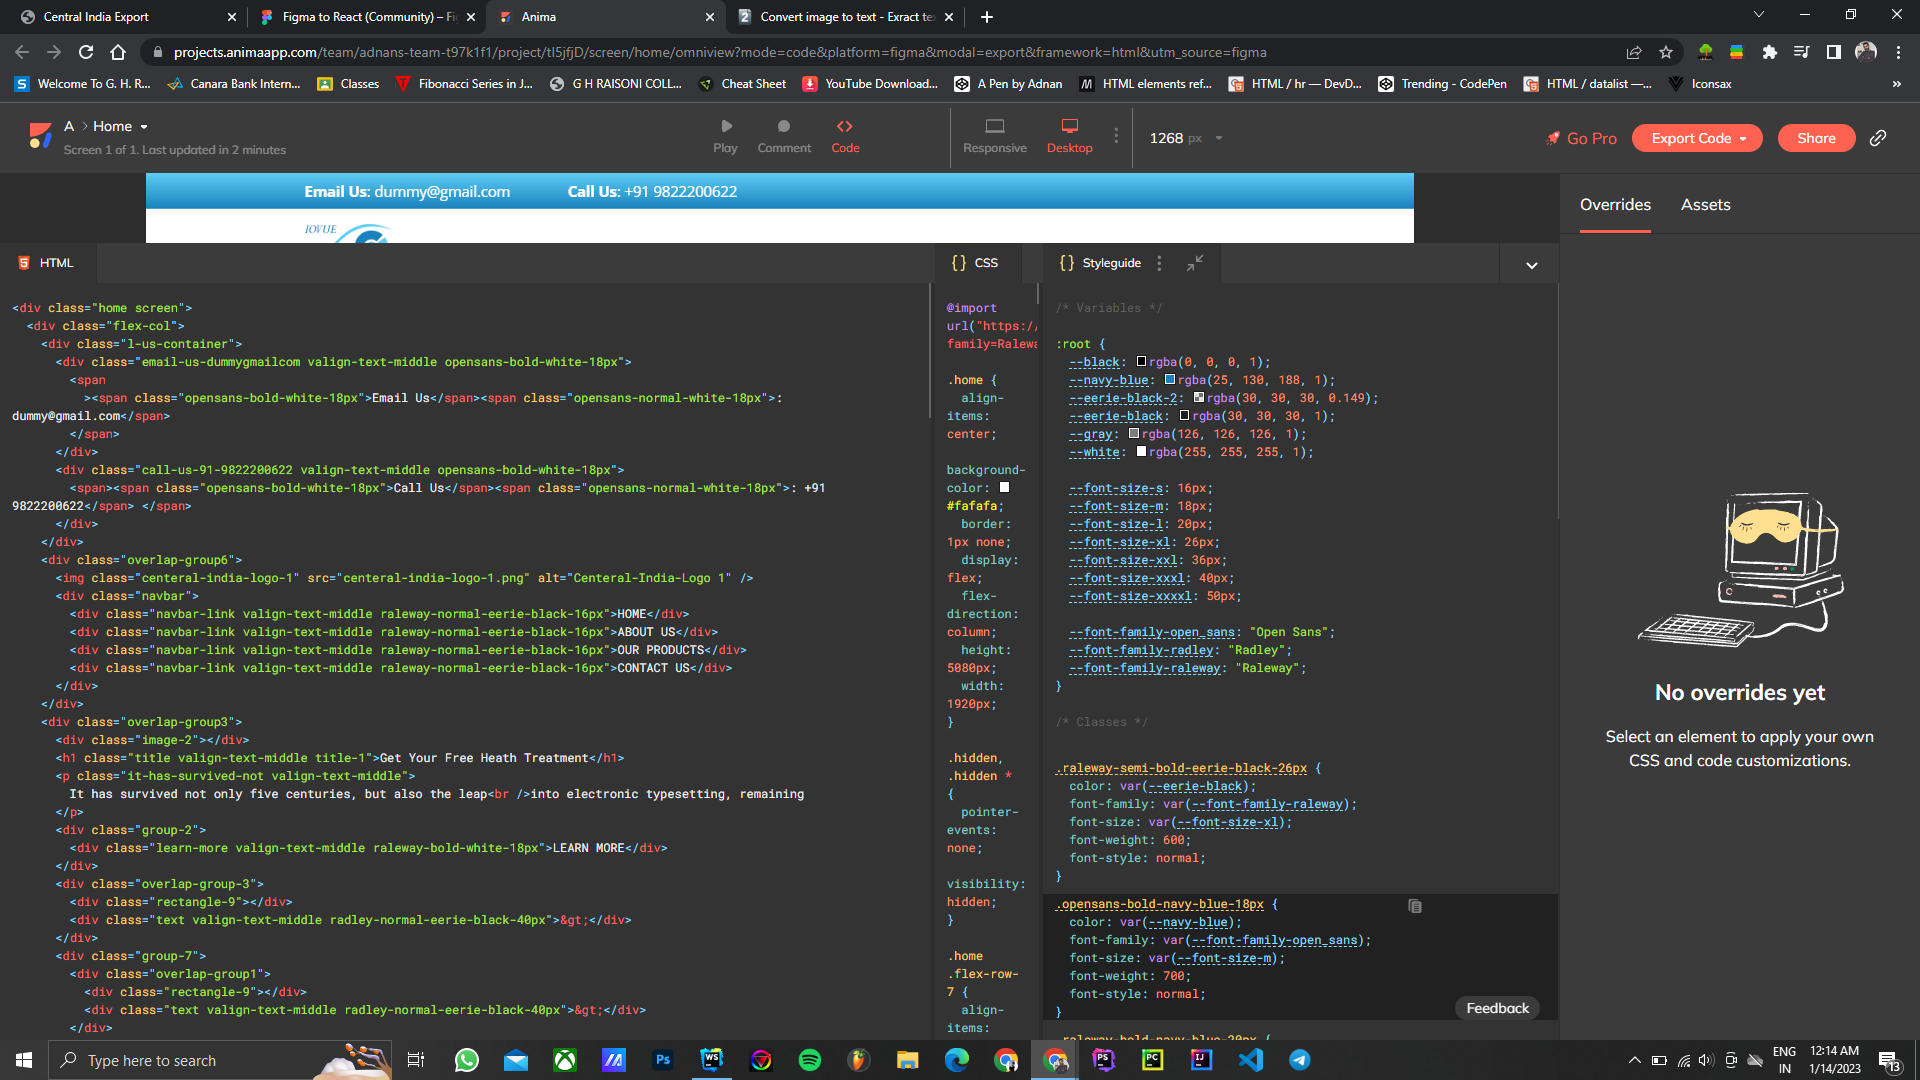 Central India Export
Figma to React (Community) – Fig
Anima
Convert image to text - Exract te
projects.animaapp.com/team/adnans-team-t97k1f1/project/tI5jfjD/screen/home/omniview?mode=code&platform=figma&modal=export&framework=html&utm_source=figma
Welcome To G. H. R...
Canara Bank Intern...
Classes
Fibonacci Series in J...
G H RAISONI COLL...
Cheat Sheet
YouTube Download...
A Pen by Adnan
HTML elements ref...
HTML / hr — DevD...
Trending - CodePen
HTML / datalist —...
Iconsax
»
A > Home
Screen 1 of 1. Last updated in 2 minutes
Play
Comment
Code
Responsive
Desktop
1268 px
Go Pro
Export Code
Share
Email Us: dummy@gmail.com
Call Us: +91 9822200622
IOVUE
Overrides
Assets
HTML
<div class="home screen">
<div class="flex-col">
<div class="l-us-container">
<div class="email-us-dummygmailcom valign-text-middle opensans-bold-white-18px">
<span
><span class="opensans-bold-white-18px">Email Us</span><span class="opensans-normal-white-18px">:
dummy@gmail.com</span>
</span>
</div>
<div class="call-us-91-9822200622 valign-text-middle opensans-bold-white-18px">
<span><span class="opensans-bold-white-18px">Call Us</span><span class="opensans-normal-white-18px">: +91
9822200622</span> </span>
</div>
</div>
<div class="overlap-group6">
<img class="centeral-india-logo-1" src="centeral-india-logo-1.png" alt="Centeral-India-Logo 1" />
<div class="navbar">
<div class="navbar-link valign-text-middle raleway-normal-eerie-black-16px">HOME</div>
<div class="navbar-link valign-text-middle raleway-normal-eerie-black-16px">ABOUT US</div>
<div class="navbar-link valign-text-middle raleway-normal-eerie-black-16px">OUR PRODUCTS</div>
<div class="navbar-link valign-text-middle raleway-normal-eerie-black-16px">CONTACT US</div>
</div>
</div>
<div class="overlap-group3">
<div class="image-2"></div>
<h1 class="title valign-text-middle title-1">Get Your Free Heath Treatment</h1>
<p class="it-has-survived-not valign-text-middle">
It has survived not only five centuries, but also the leap<br />into electronic typesetting, remaining
</p>
<div class="group-2">
<div class="learn-more valign-text-middle raleway-bold-white-18px">LEARN MORE</div>
</div>
<div class="overlap-group-3">
<div class="rectangle-9"></div>
<div class="text valign-text-middle radley-normal-eerie-black-40px">&gt;</div>
</div>
<div class="group-7">
<div class="overlap-group1">
<div class="rectangle-9"></div>
<div class="text valign-text-middle radley-normal-eerie-black-40px">&gt;</div>
</div>
{} CSS
@import
url("https:/
family=Ralewa
.home {
align-
items:
center;
background-
color:
#fafafa;
border:
1px none;
display:
flex;
flex-
direction:
column;
height:
5080px;
width:
1920px;
}
.hidden,
.hidden *
{
pointer-
events:
none;
visibility:
hidden;
}
.home
.flex-row-
7 {
align-
items:
{} Styleguide
/* Variables */
:root {
--black: rgba(0, 0, 0, 1);
--navy-blue: rgba(25, 130, 188, 1);
--eerie-black-2: rgba(30, 30, 30, 0.149);
--eerie-black: rgba(30, 30, 30, 1);
--gray: rgba(126, 126, 126, 1);
--white: rgba(255, 255, 255, 1);
--font-size-s: 16px;
--font-size-m: 18px;
--font-size-l: 20px;
--font-size-xl: 26px;
--font-size-xxl: 36px;
--font-size-xxxl: 40px;
--font-size-xxxxl: 50px;
--font-family-open_sans: "Open Sans";
--font-family-radley: "Radley";
--font-family-raleway: "Raleway";
}
/* Classes */
.raleway-semi-bold-eerie-black-26px {
color: var(--eerie-black);
font-family: var(--font-family-raleway);
font-size: var(--font-size-xl);
font-weight: 600;
font-style: normal;
}
.opensans-bold-navy-blue-18px {
color: var(--navy-blue);
font-family: var(--font-family-open_sans);
font-size: var(--font-size-m);
font-weight: 700;
font-style: normal;
}
.raleway-bold-navy-blue-20px {
Feedback
No overrides yet
Select an element to apply your own
CSS and code customizations.
Type here to search
ENG
IN
12:14 AM
1/14/2023
13